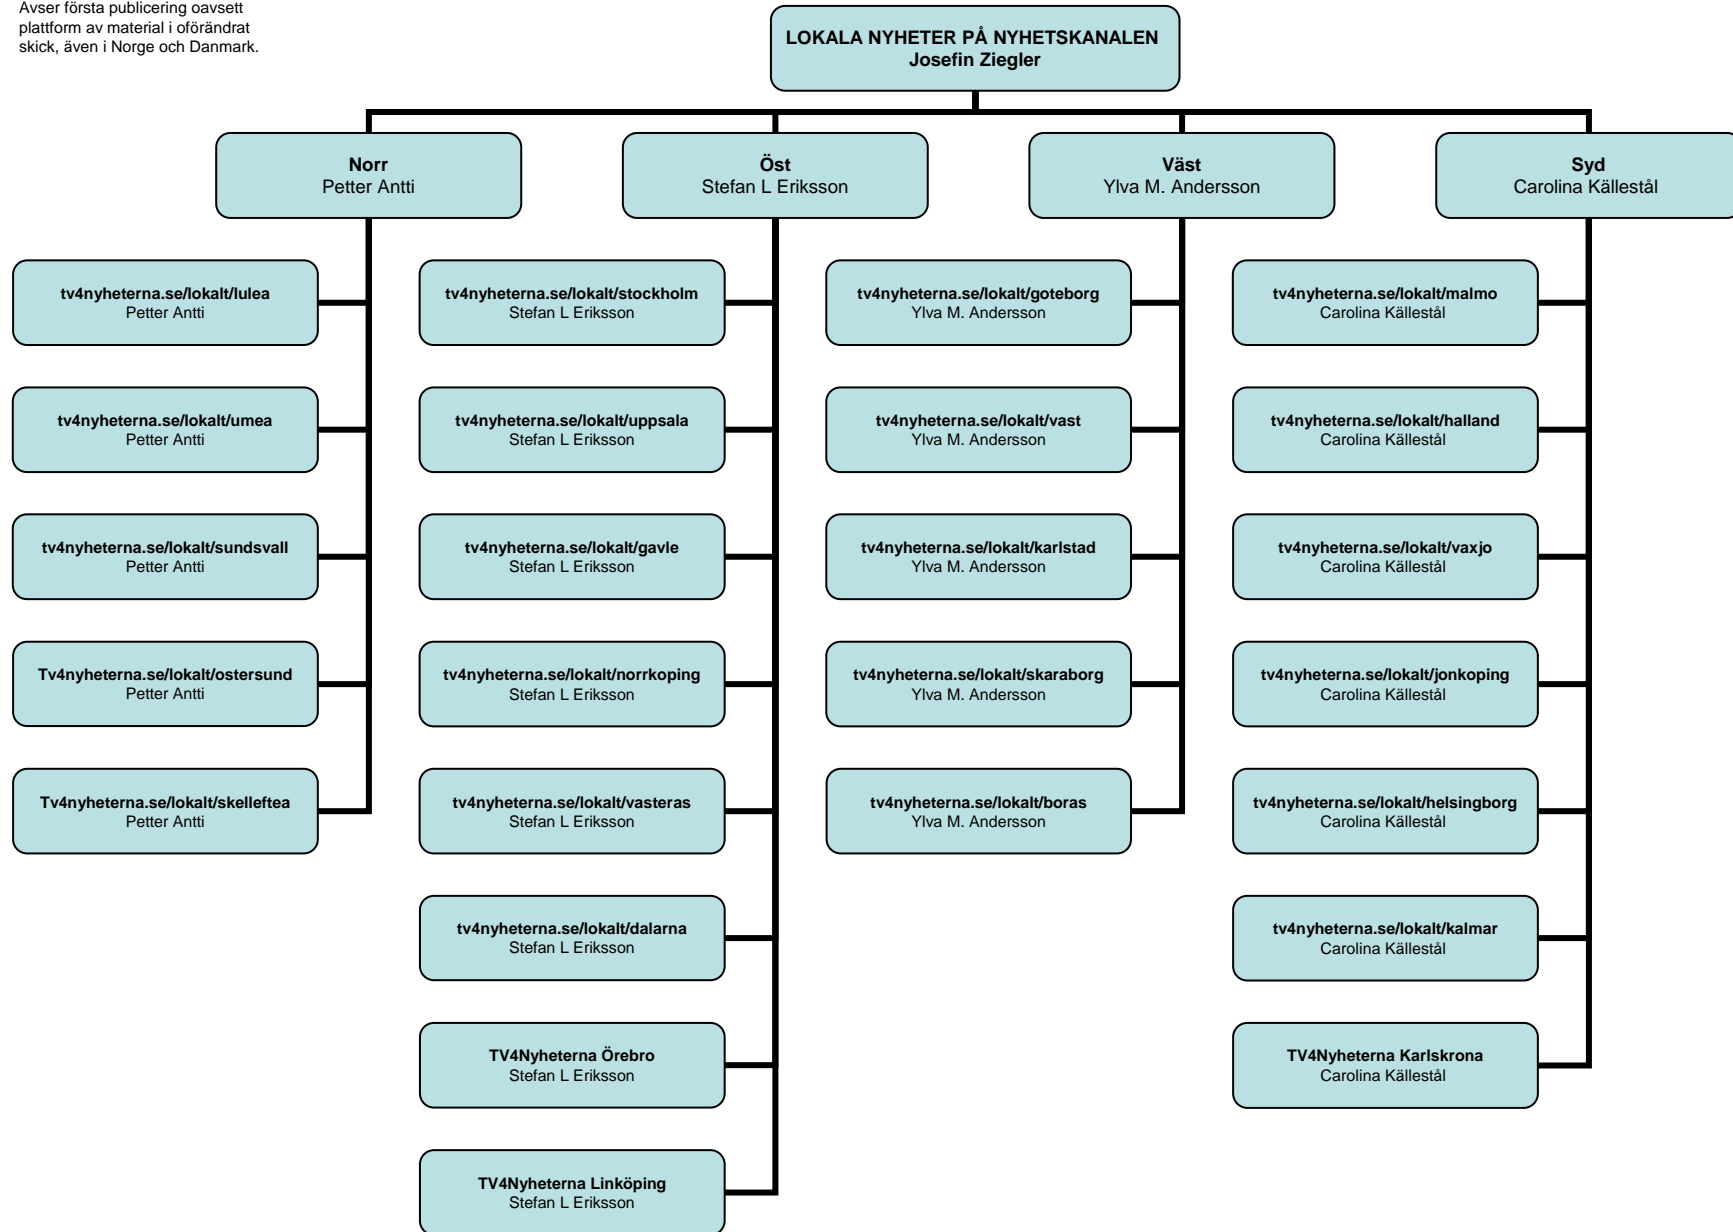 Avser första publicering oavsett
plattform av material i oförändrat
skick, även i Norge och Danmark.
LOKALA NYHETER PÅ NYHETSKANALEN
Josefin Ziegler
Norr
Petter Antti
Öst
Stefan L Eriksson
Väst
Ylva M. Andersson
Syd
Carolina Källestål
tv4nyheterna.se/lokalt/lulea
Petter Antti
tv4nyheterna.se/lokalt/stockholm
Stefan L Eriksson
tv4nyheterna.se/lokalt/goteborg
Ylva M. Andersson
tv4nyheterna.se/lokalt/malmo
Carolina Källestål
tv4nyheterna.se/lokalt/umea
Petter Antti
tv4nyheterna.se/lokalt/uppsala
Stefan L Eriksson
tv4nyheterna.se/lokalt/vast
Ylva M. Andersson
tv4nyheterna.se/lokalt/halland
Carolina Källestål
tv4nyheterna.se/lokalt/sundsvall
Petter Antti
tv4nyheterna.se/lokalt/gavle
Stefan L Eriksson
tv4nyheterna.se/lokalt/karlstad
Ylva M. Andersson
tv4nyheterna.se/lokalt/vaxjo
Carolina Källestål
Tv4nyheterna.se/lokalt/ostersund
Petter Antti
tv4nyheterna.se/lokalt/norrkoping
Stefan L Eriksson
tv4nyheterna.se/lokalt/skaraborg
Ylva M. Andersson
tv4nyheterna.se/lokalt/jonkoping
Carolina Källestål
Tv4nyheterna.se/lokalt/skelleftea
Petter Antti
tv4nyheterna.se/lokalt/vasteras
Stefan L Eriksson
tv4nyheterna.se/lokalt/boras
Ylva M. Andersson
tv4nyheterna.se/lokalt/helsingborg
Carolina Källestål
tv4nyheterna.se/lokalt/dalarna
Stefan L Eriksson
tv4nyheterna.se/lokalt/kalmar
Carolina Källestål
TV4Nyheterna Örebro
Stefan L Eriksson
TV4Nyheterna Karlskrona
Carolina Källestål
TV4Nyheterna Linköping
Stefan L Eriksson